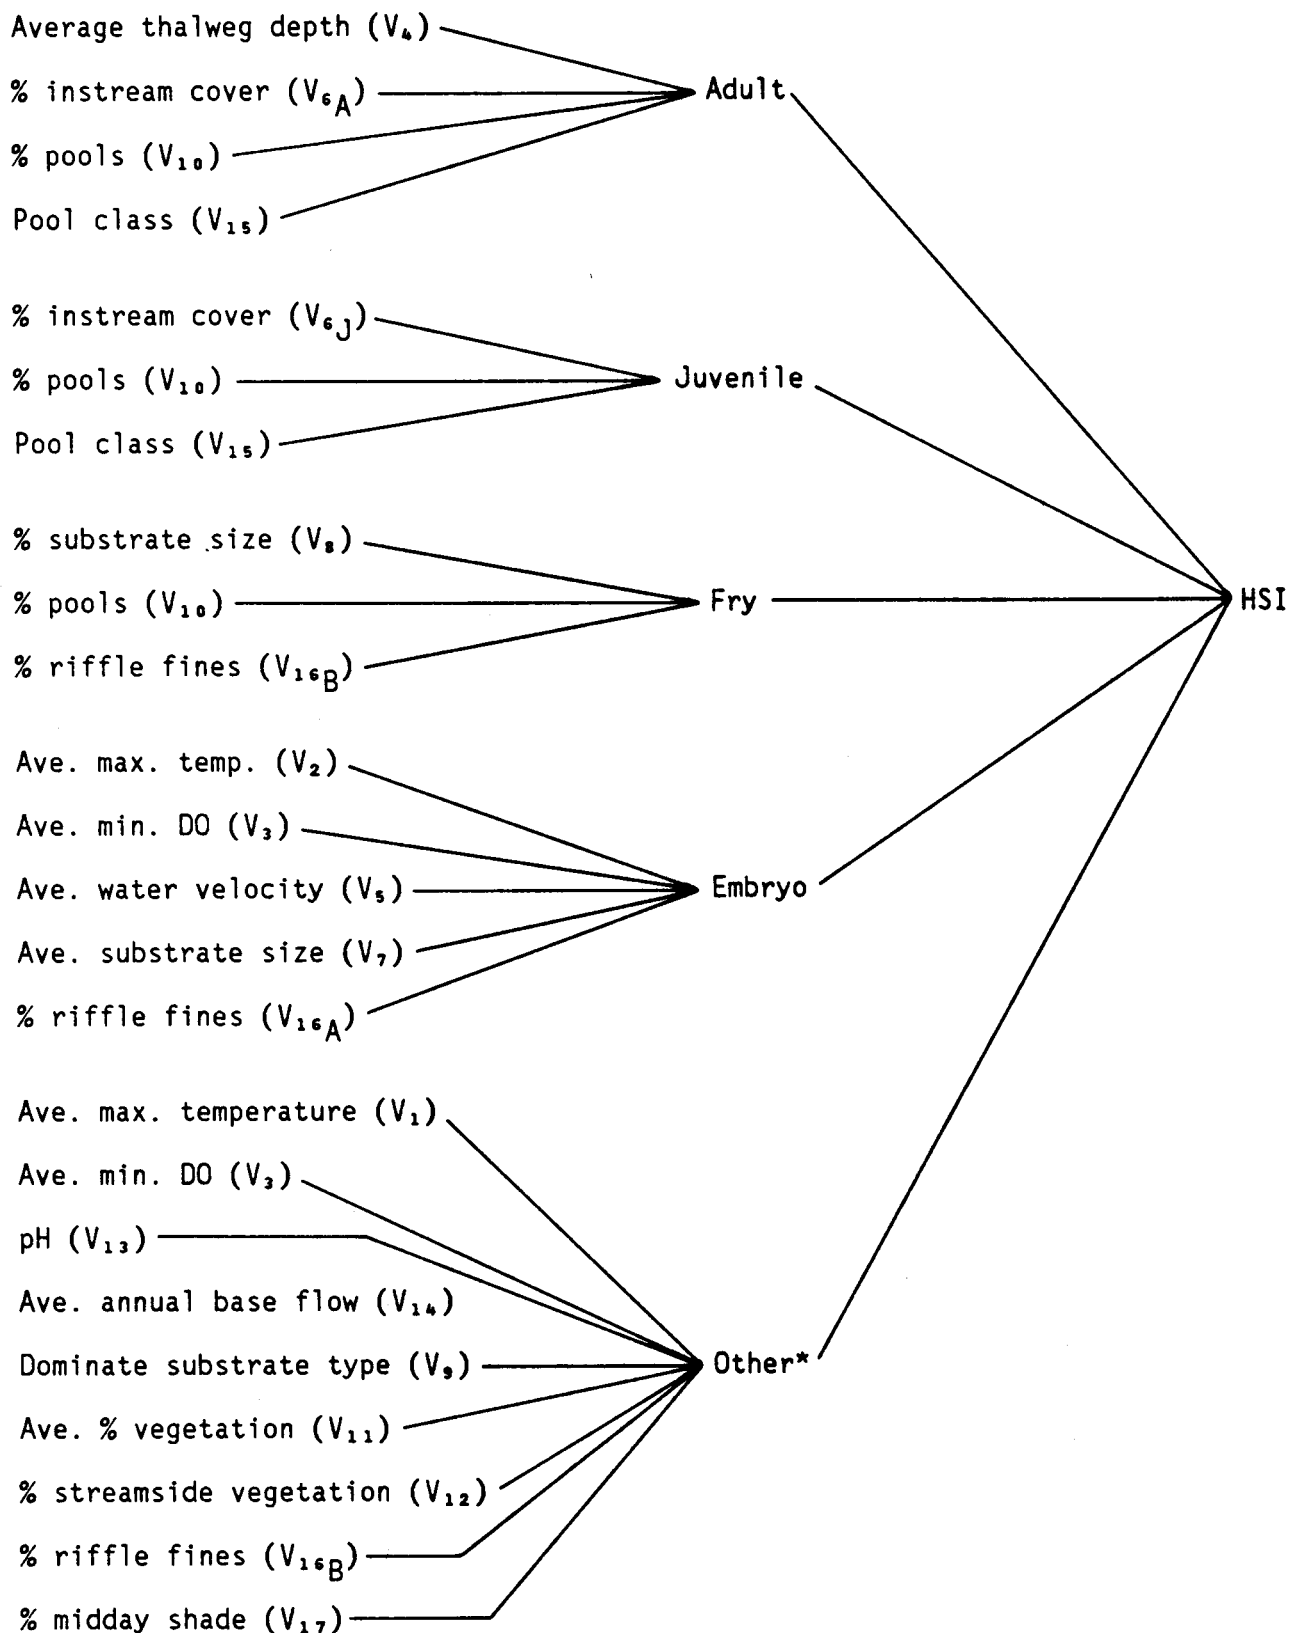 Average thalweg depth (V₄)
% instream cover (V₆A)
Adult
% pools (V₁₀)
Pool class (V₁₅)
% instream cover (V₆J)
% pools (V₁₀)
Juvenile
Pool class (V₁₅)
% substrate size (V₈)
% pools (V₁₀)
Fry
HSI
% riffle fines (V₁₆B)
Ave. max. temp. (V₂)
Ave. min. DO (V₃)
Ave. water velocity (V₅)
Embryo
Ave. substrate size (V₇)
% riffle fines (V₁₆A)
Ave. max. temperature (V₁)
Ave. min. DO (V₃)
pH (V₁₃)
Ave. annual base flow (V₁₄)
Dominate substrate type (V₉)
Other*
Ave. % vegetation (V₁₁)
% streamside vegetation (V₁₂)
% riffle fines (V₁₆B)
% midday shade (V₁₇)